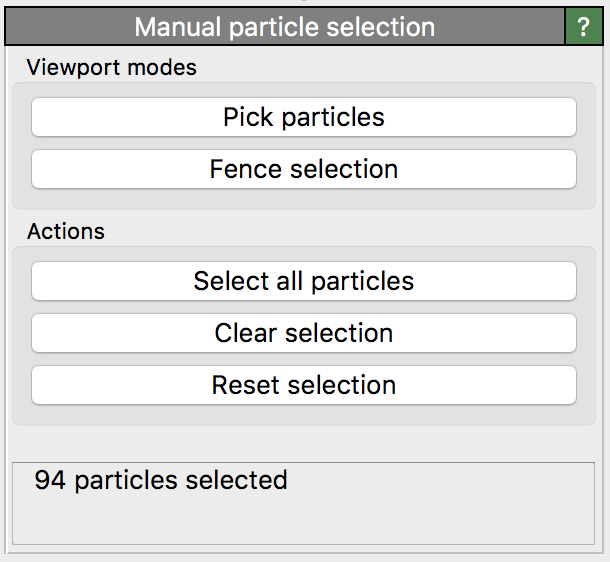 Manual particle selection ?
Viewport modes
Pick particles
Fence selection
Actions
Select all particles
Clear selection
Reset selection
94 particles selected